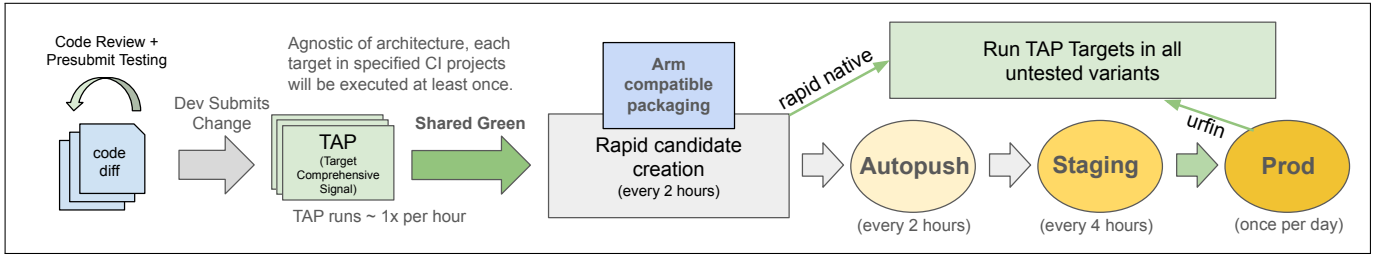 Code Review +
Presubmit Testing
code
diff
Dev Submits
Change
Agnostic of architecture, each
target in specified CI projects
will be executed at least once.
TAP
(Target
Comprehensive
Signal)
TAP runs ~ 1x per hour
Shared Green
Arm
compatible
packaging
Rapid candidate
creation
(every 2 hours)
rapid native
Run TAP Targets in all
untested variants
urfin
Autopush
(every 2 hours)
Staging
(every 4 hours)
Prod
(once per day)